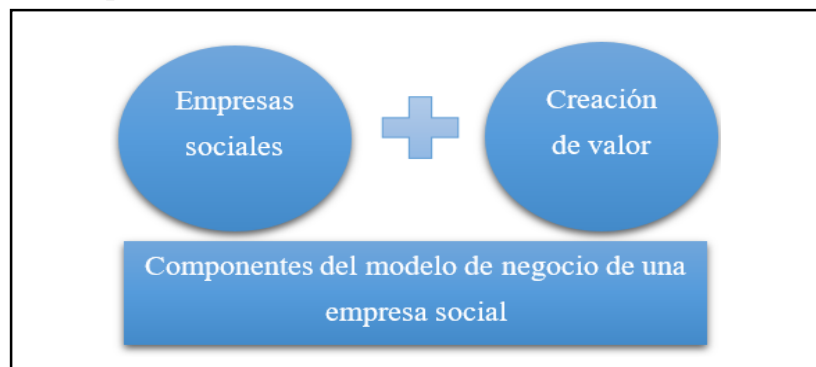 Empresas
sociales
Creación
de valor
Componentes del modelo de negocio de una
empresa social